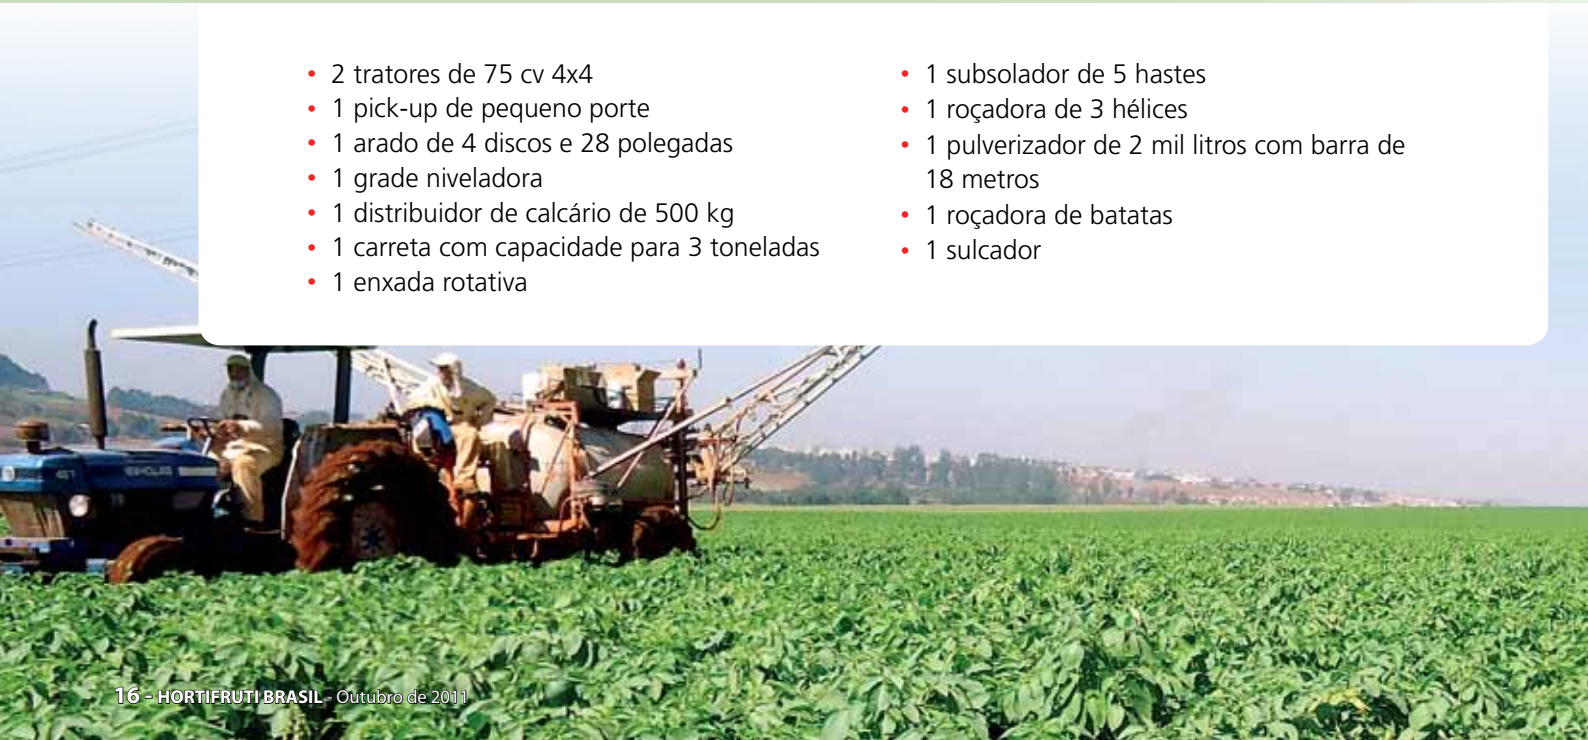 • 2 tratores de 75 cv 4x4
• 1 pick-up de pequeno porte
• 1 arado de 4 discos e 28 polegadas
• 1 grade niveladora
• 1 distribuidor de calcário de 500 kg
• 1 carreta com capacidade para 3 toneladas
• 1 enxada rotativa
• 1 subsolador de 5 hastes
• 1 roçadora de 3 hélices
• 1 pulverizador de 2 mil litros com barra de
18 metros
• 1 roçadora de batatas
• 1 sulcador
16 - HORTIFRUTI BRASIL - Outubro de 2011